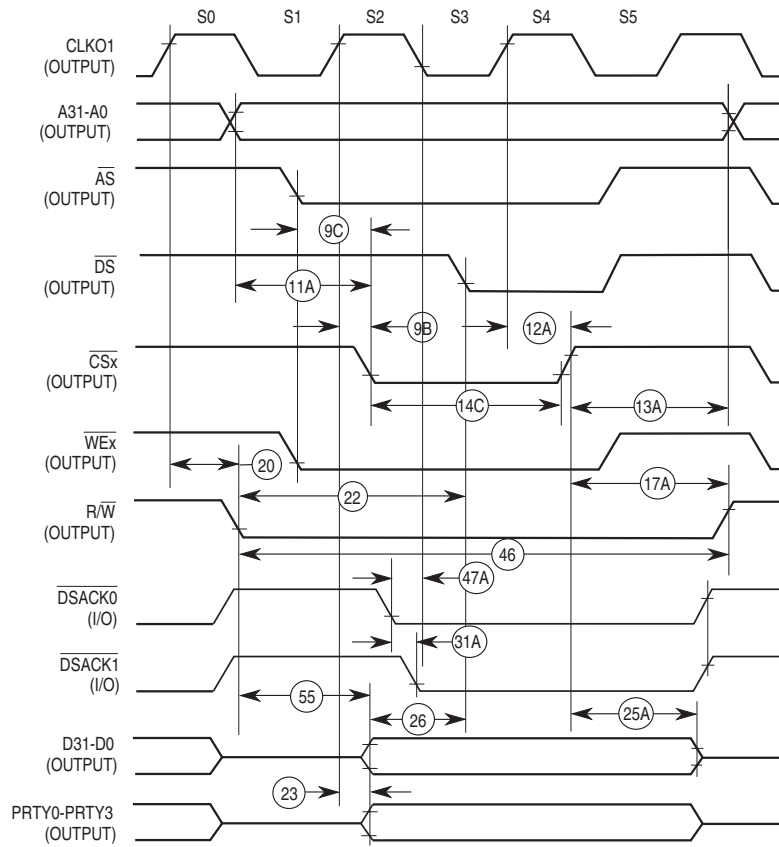 S0 S1 S2 S3 S4 S5
CLKO1
(OUTPUT)
A31-A0
(OUTPUT)
AS
(OUTPUT)
9C
DS
(OUTPUT)
11A
9B
12A
CSx
(OUTPUT)
14C
13A
WEx
(OUTPUT)
20
17A
22
R/W
(OUTPUT)
46
47A
DSACK0
(I/O)
31A
DSACK1
(I/O)
55
26
25A
D31-D0
(OUTPUT)
23
PRTY0-PRTY3
(OUTPUT)